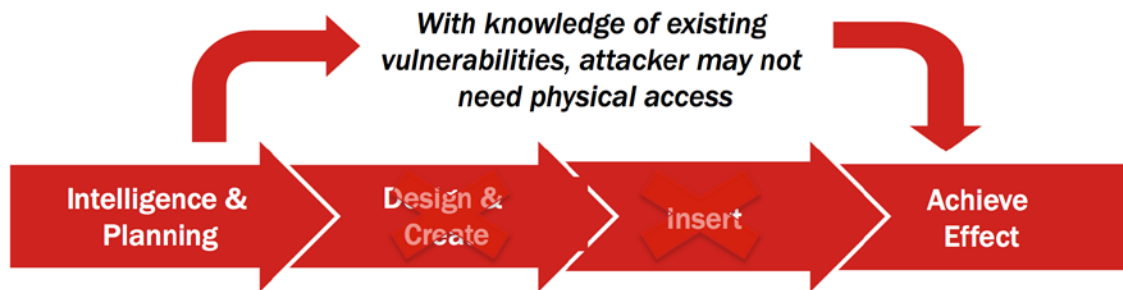 With knowledge of existing
vulnerabilities, attacker may not
need physical access
Intelligence &
Planning
Design &
Create
Insert
Achieve
Effect